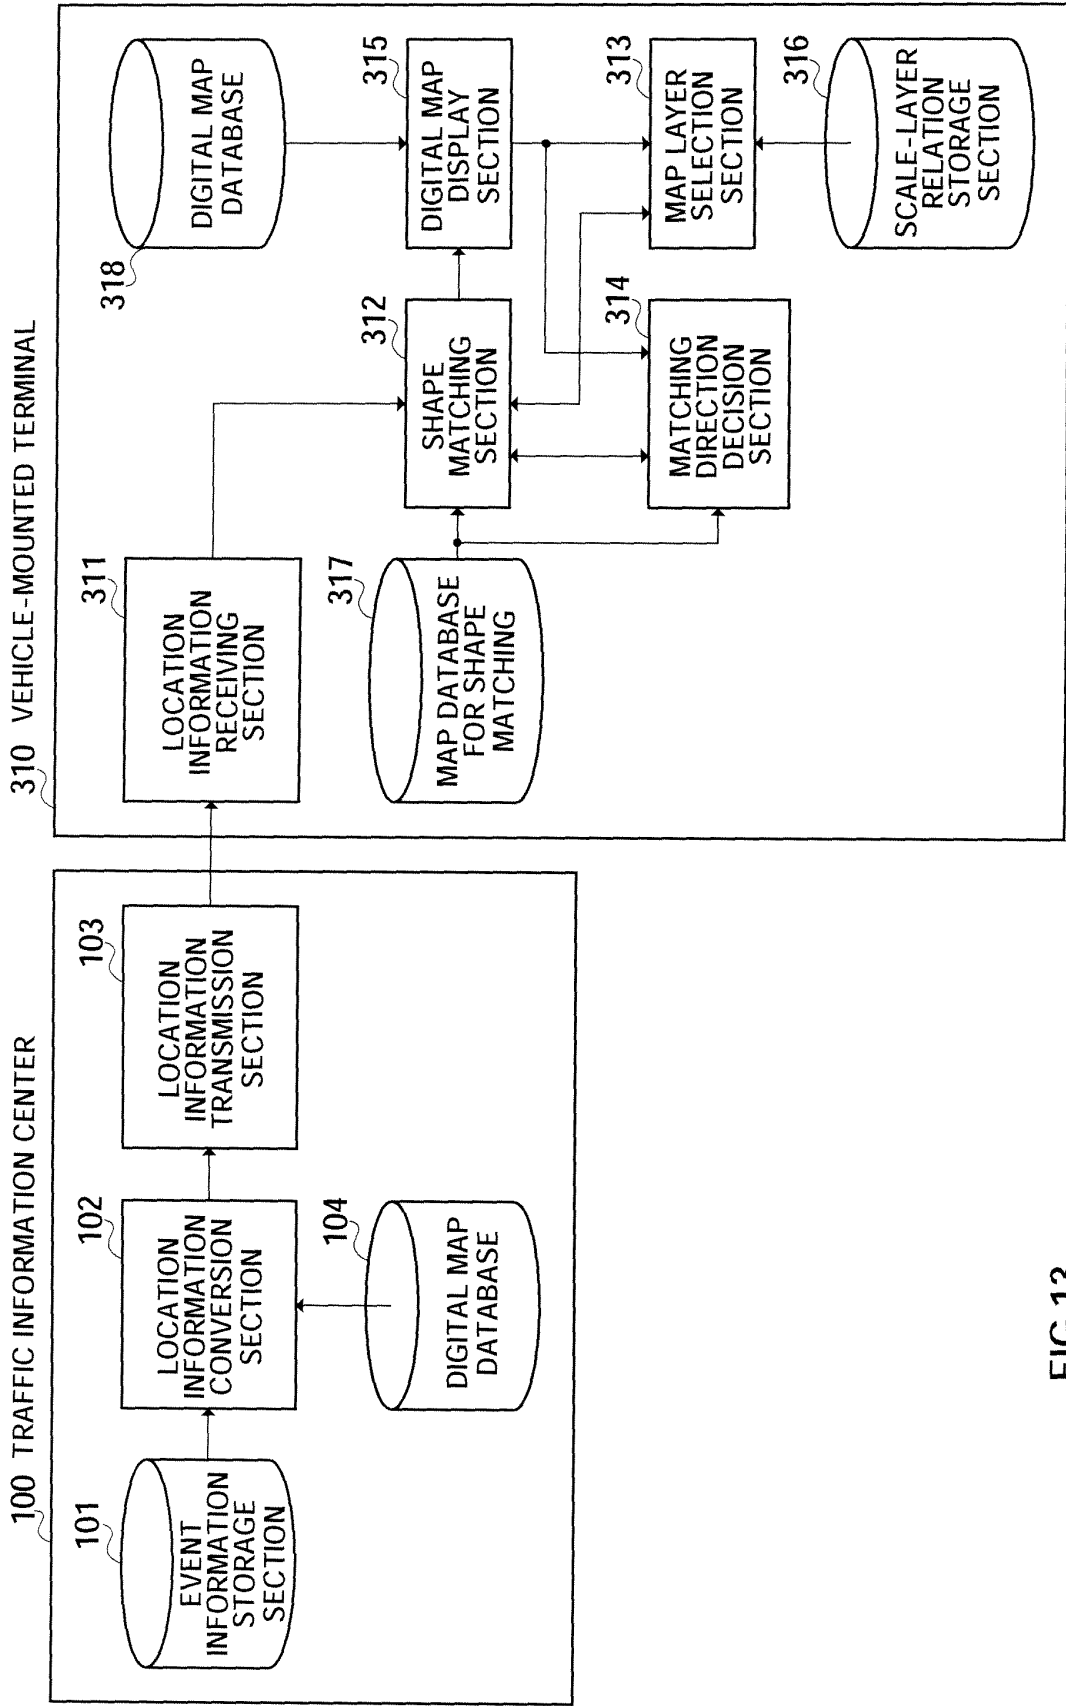 100 TRAFFIC INFORMATION CENTER
101
EVENT
INFORMATION
STORAGE
SECTION
102
LOCATION
INFORMATION
CONVERSION
SECTION
103
LOCATION
INFORMATION
TRANSMISSION
SECTION
104
DIGITAL MAP
DATABASE
310 VEHICLE-MOUNTED TERMINAL
311
LOCATION
INFORMATION
RECEIVING
SECTION
317
MAP DATABASE
FOR SHAPE
MATCHING
312
SHAPE
MATCHING
SECTION
314
MATCHING
DIRECTION
DECISION
SECTION
318
DIGITAL MAP
DATABASE
315
DIGITAL MAP
DISPLAY
SECTION
313
MAP LAYER
SELECTION
SECTION
316
SCALE-LAYER
RELATION
STORAGE
SECTION
FIG.13